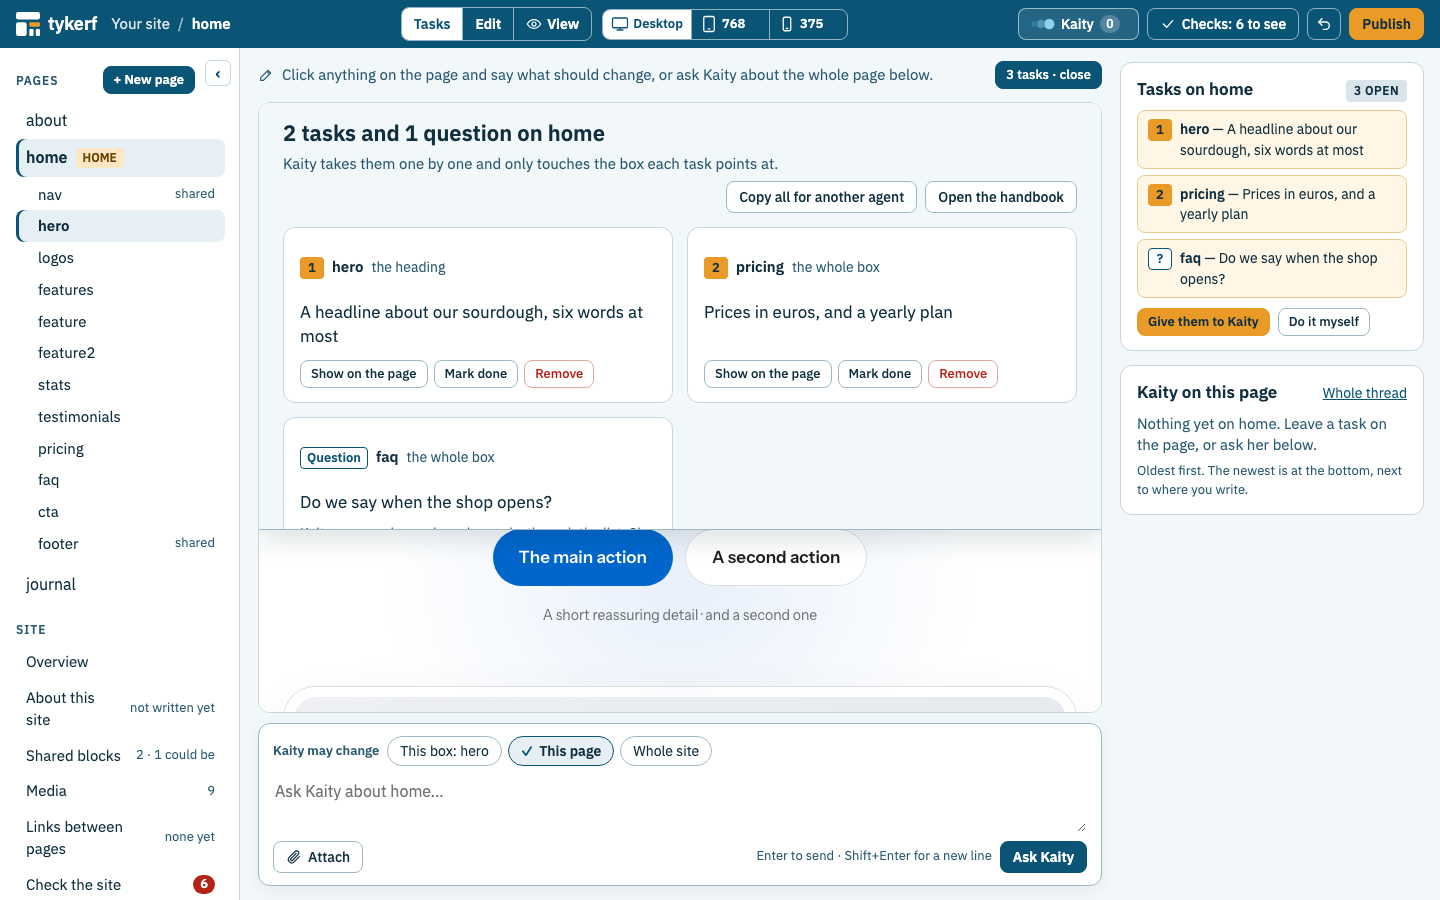 tykerf Your site / home Tasks Edit View Desktop 768 375 Kaity 0 Checks: 6 to see Publish
PAGES + New page ‹
about
home HOME
nav shared
hero
logos
features
feature
feature2
stats
testimonials
pricing
faq
cta
footer shared
journal
SITE
Overview
About this
site
not written yet
Shared blocks 2 · 1 could be
Media 9
Links between
pages
none yet
Check the site 6
Click anything on the page and say what should change, or ask Kaity about the whole page below. 3 tasks · close
2 tasks and 1 question on home
Kaity takes them one by one and only touches the box each task points at.
Copy all for another agent Open the handbook
1 hero the heading
A headline about our sourdough, six words at
most
Show on the page Mark done Remove
2 pricing the whole box
Prices in euros, and a yearly plan
Show on the page Mark done Remove
Question faq the whole box
Do we say when the shop opens?
The main action A second action
A short reassuring detail · and a second one
Kaity may change This box: hero This page Whole site
Ask Kaity about home...
Attach Enter to send · Shift+Enter for a new line Ask Kaity
Tasks on home 3 OPEN
1 hero — A headline about our
sourdough, six words at most
2 pricing — Prices in euros, and a
yearly plan
? faq — Do we say when the shop
opens?
Give them to Kaity Do it myself
Kaity on this page Whole thread
Nothing yet on home. Leave a task on
the page, or ask her below.
Oldest first. The newest is at the bottom, next
to where you write.